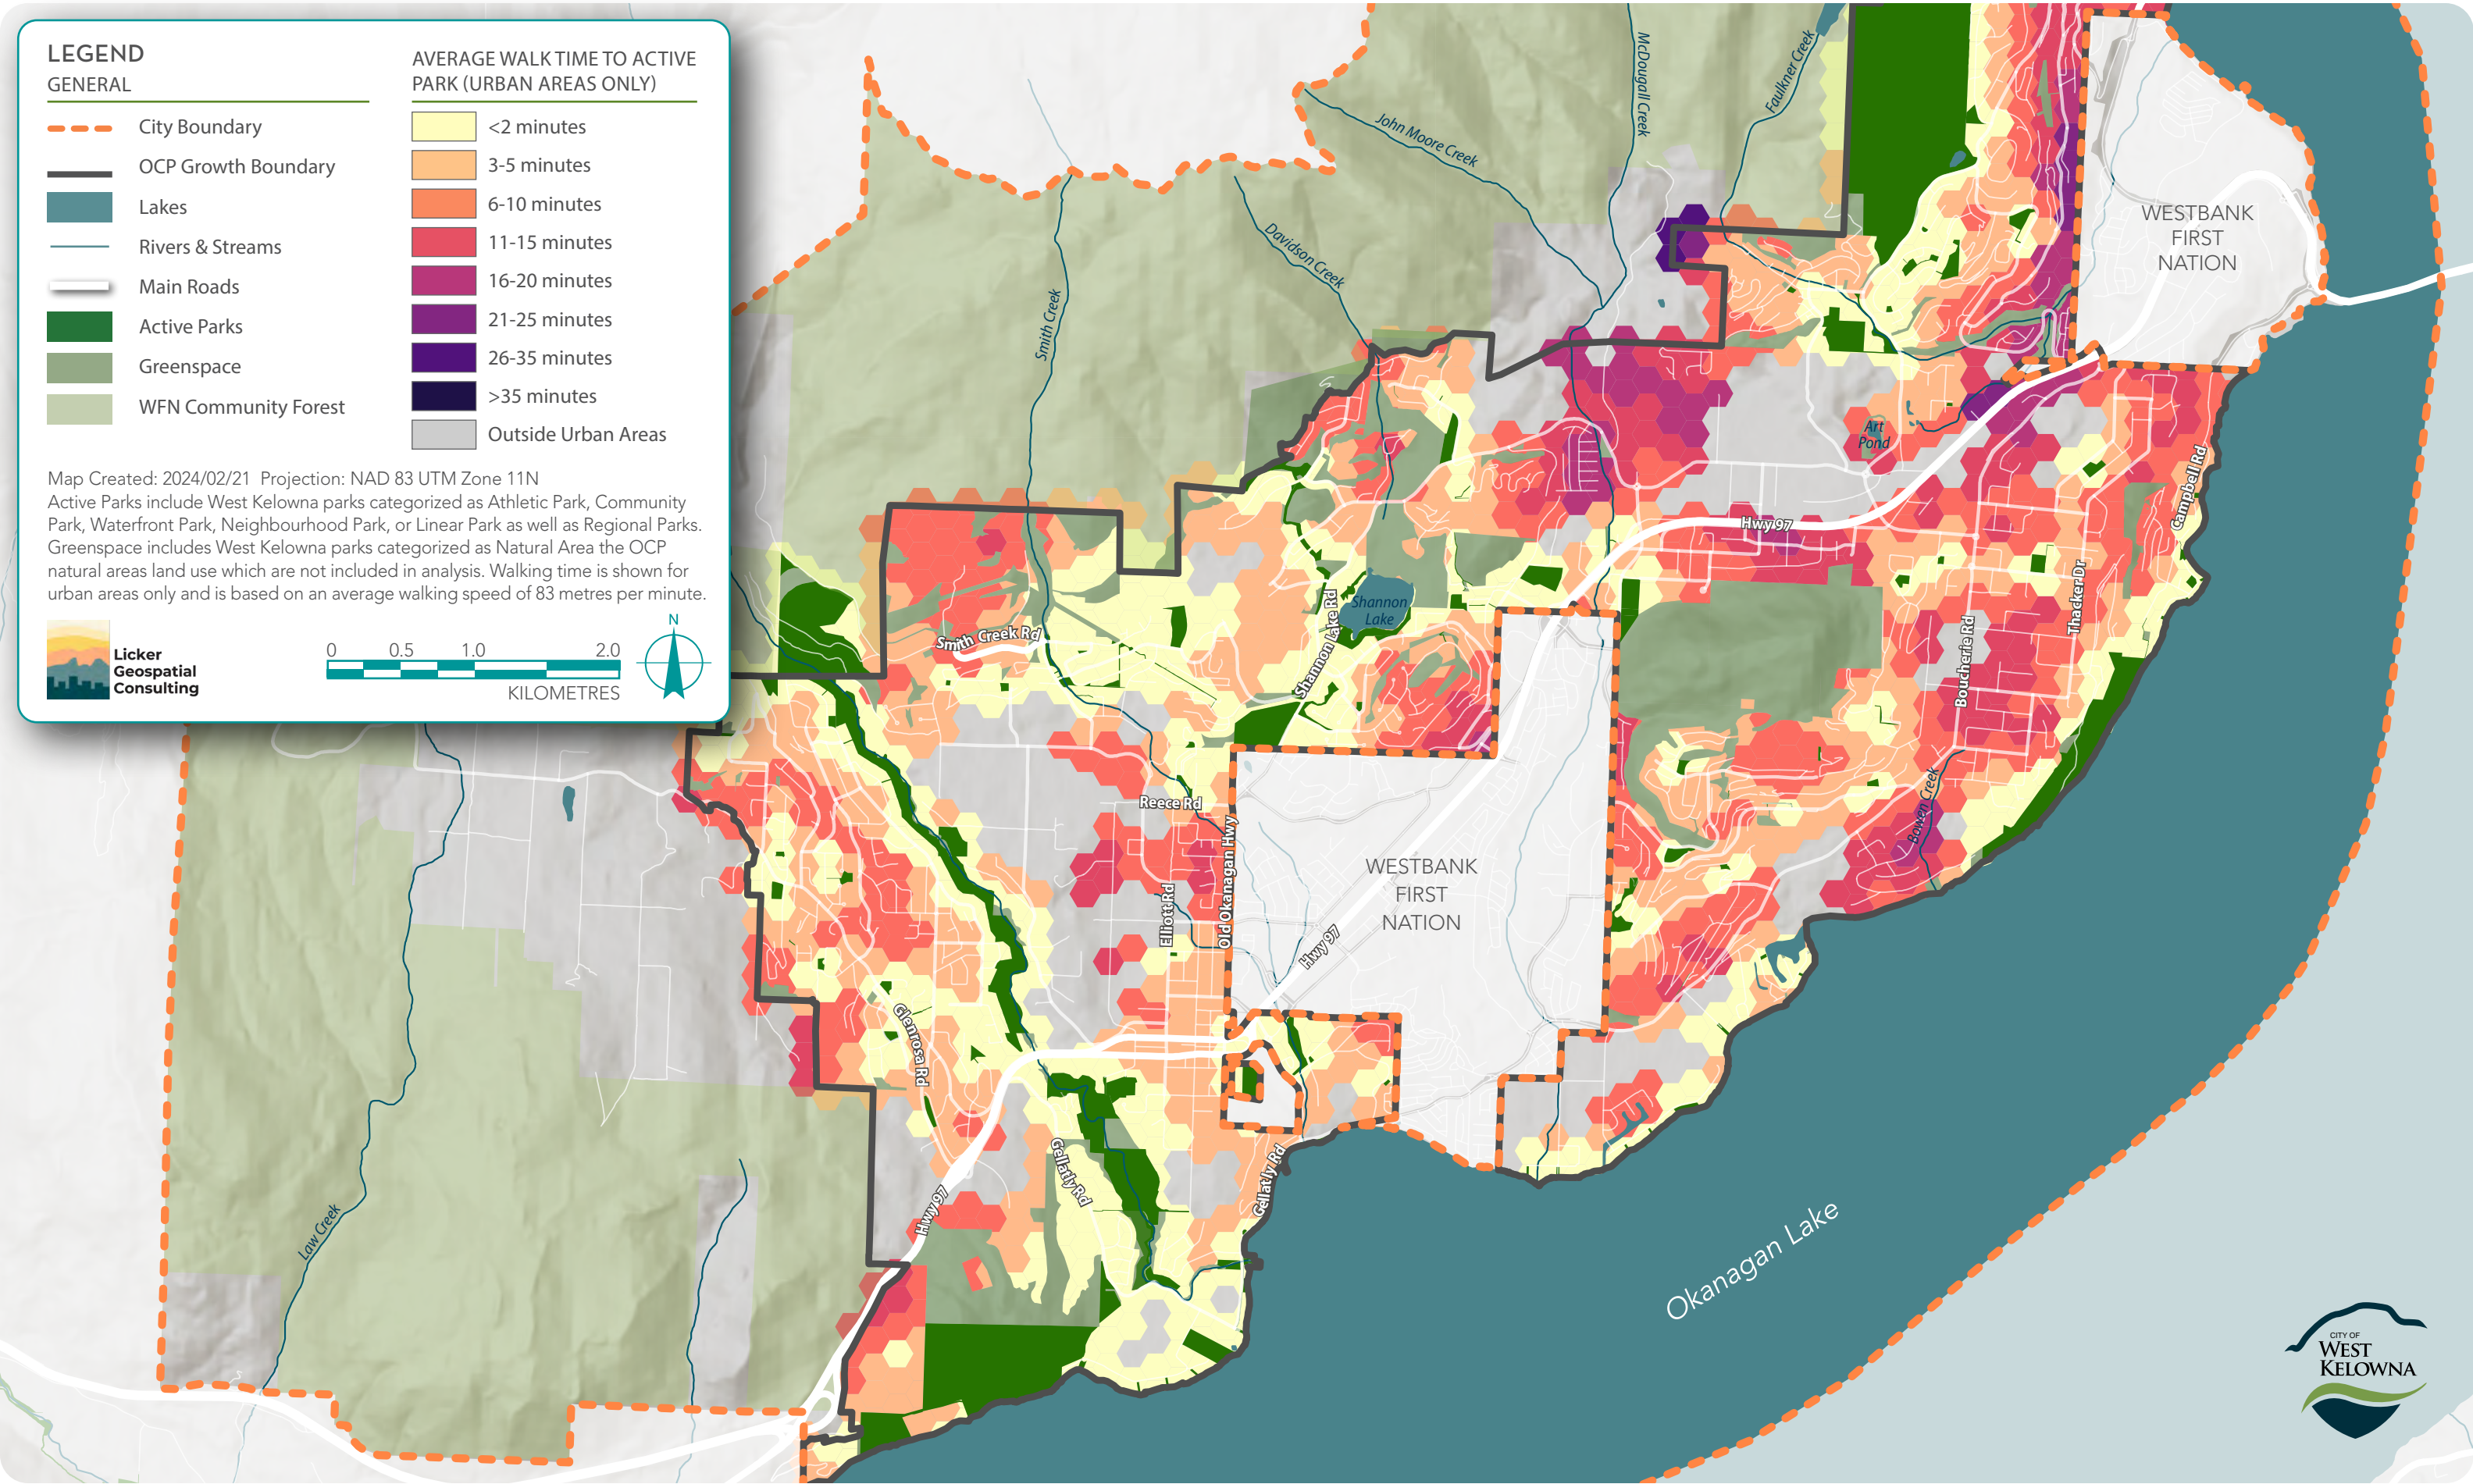 LEGEND
GENERAL
City Boundary
OCP Growth Boundary
Lakes
Rivers & Streams
Main Roads
Active Parks
Greenspace
WFN Community Forest
AVERAGE WALK TIME TO ACTIVE
PARK (URBAN AREAS ONLY)
<2 minutes
3-5 minutes
6-10 minutes
11-15 minutes
16-20 minutes
21-25 minutes
26-35 minutes
>35 minutes
Outside Urban Areas
Map Created: 2024/02/21 Projection: NAD 83 UTM Zone 11N
Active Parks include West Kelowna parks categorized as Athletic Park, Community
Park, Waterfront Park, Neighbourhood Park, or Linear Park as well as Regional Parks.
Greenspace includes West Kelowna parks categorized as Natural Area the OCP
natural areas land use which are not included in analysis. Walking time is shown for
urban areas only and is based on an average walking speed of 83 metres per minute.
Licker
Geospatial
Consulting
0 0.5 1.0 2.0
KILOMETRES
N
McDougall Creek
Faulkner Creek
John Moore Creek
Davidson Creek
Smith Creek
WESTBANK
FIRST
NATION
Art
Pond
Campbell Rd
Hwy 97
Thacker Dr
Boucherie Rd
Shannon
Lake
Shannon Lake Rd
Smith Creek Rd
Reece Rd
Old Okanagan Hwy
Elliott Rd
Bowen Creek
WESTBANK
FIRST
NATION
Hwy 97
Glenrosa Rd
Gellatly Rd
Gellatly Rd
Hwy 97
Law Creek
Okanagan Lake
CITY OF
WEST
KELOWNA